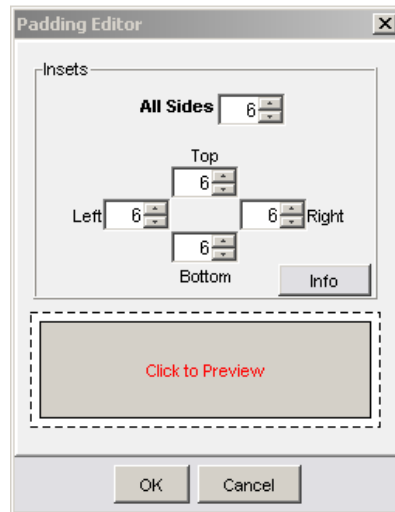 Padding Editor
Insets
All Sides 6
Top
6
Left 6 6 Right
6
Bottom
Info
Click to Preview
OK Cancel